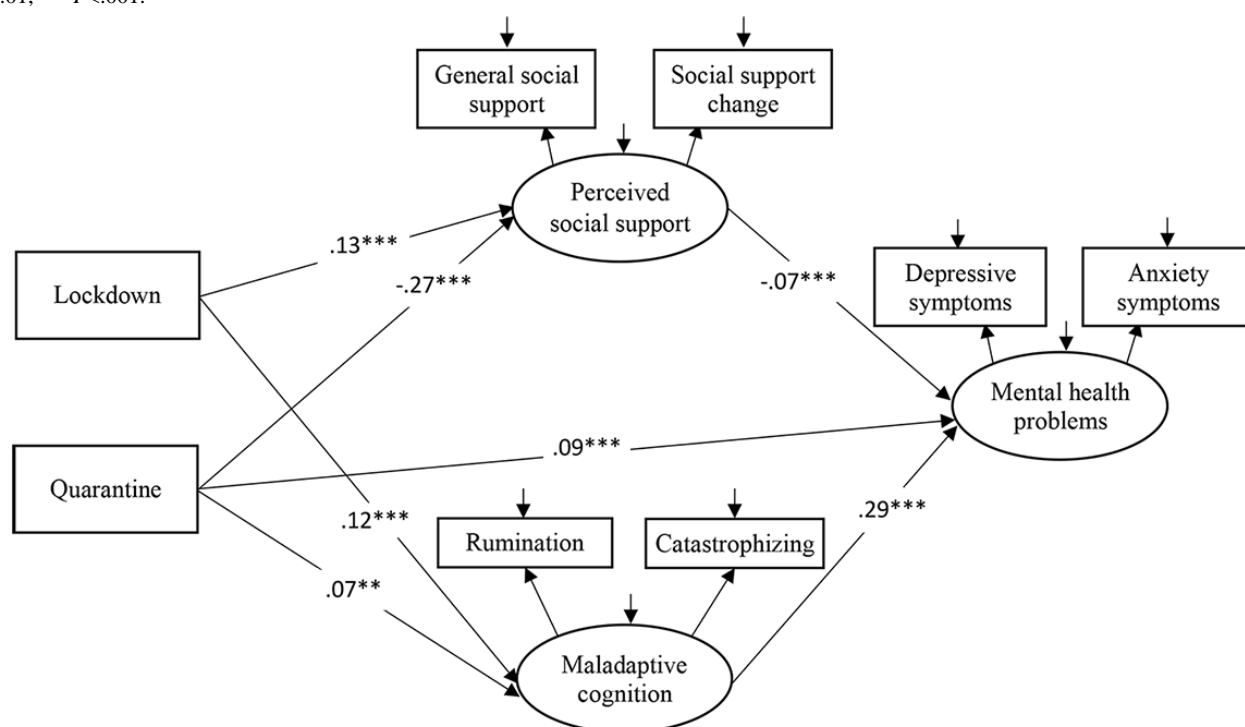 General social
support
Social support
change
Perceived
social support
.13***
-.27***
-.07***
Lockdown
Depressive
symptoms
Anxiety
symptoms
Mental health
problems
.09***
Quarantine
.12***
.07**
Rumination
Catastrophizing
.29***
Maladaptive
cognition